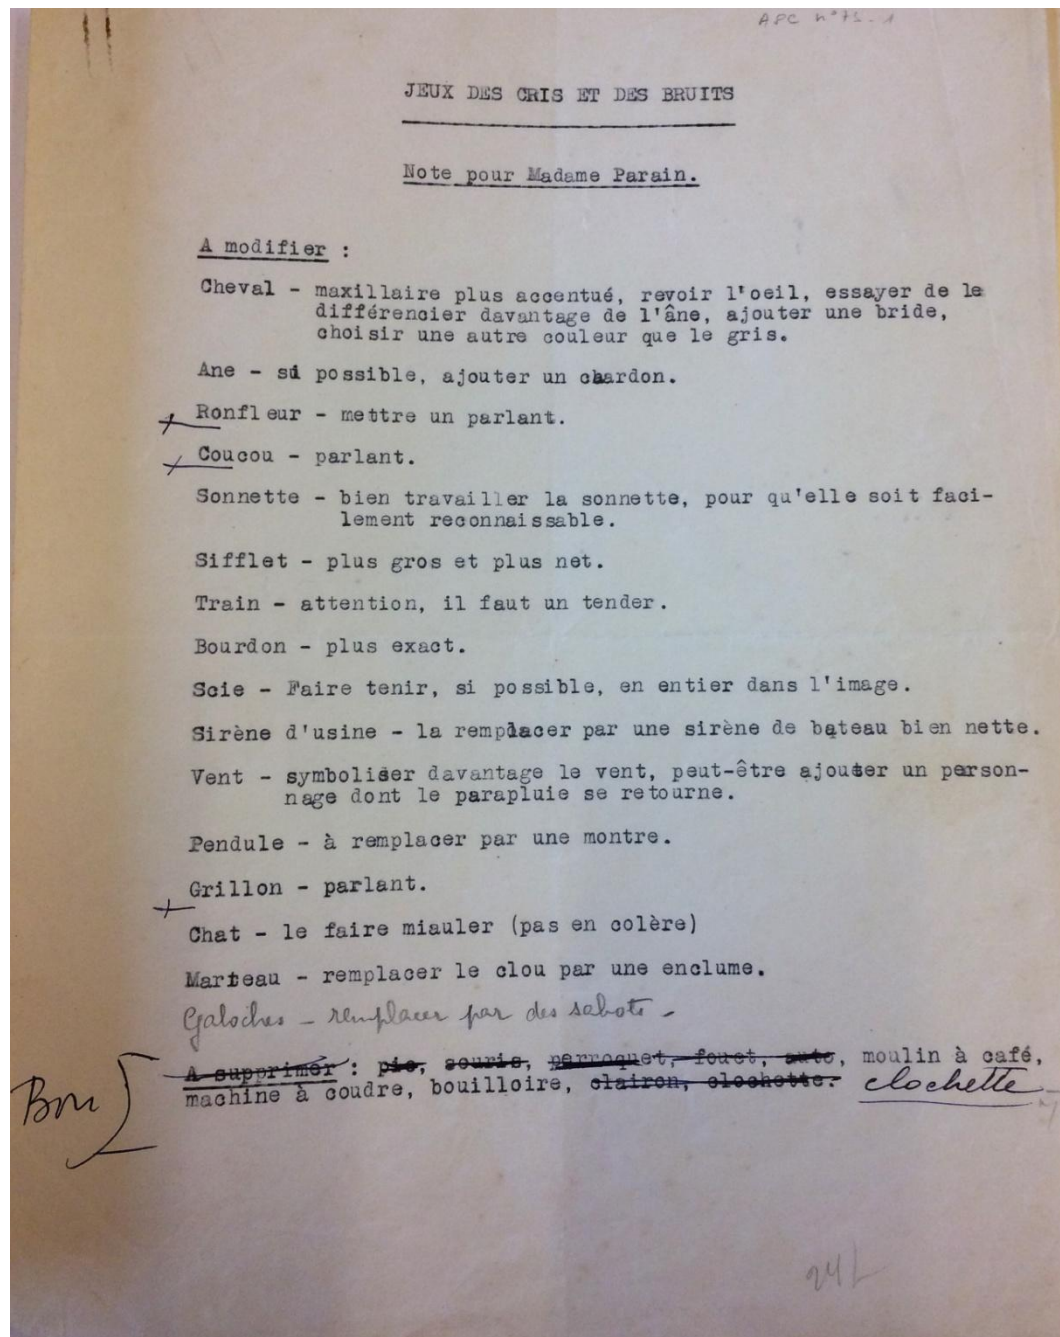 APC n°75-1
JEUX DES CRIS ET DES BRUITS
Note pour Madame Parain.
A modifier :
Cheval - maxillaire plus accentué, revoir l'oeil, essayer de le
différencier davantage de l'âne, ajouter une bride,
choisir une autre couleur que le gris.
Ane - si possible, ajouter un chardon.
Ronfleur - mettre un parlant.
Coucou - parlant.
Sonnette - bien travailler la sonnette, pour qu'elle soit faci-
lement reconnaissable.
Sifflet - plus gros et plus net.
Train - attention, il faut un tender.
Bourdon - plus exact.
Scie - Faire tenir, si possible, en entier dans l'image.
Sirène d'usine - la remplacer par une sirène de bateau bien nette.
Vent - symboliser davantage le vent, peut-être ajouter un person-
nage dont le parapluie se retourne.
Pendule - à remplacer par une montre.
Grillon - parlant.
Chat - le faire miauler (pas en colère)
Marteau - remplacer le clou par une enclume.
Galoches - remplacer par des sabots -
A supprimer : pie, souris, perroquet, fouet, auto, moulin à café,
Bon machine à coudre, bouilloire, clairon, clochette. clochette